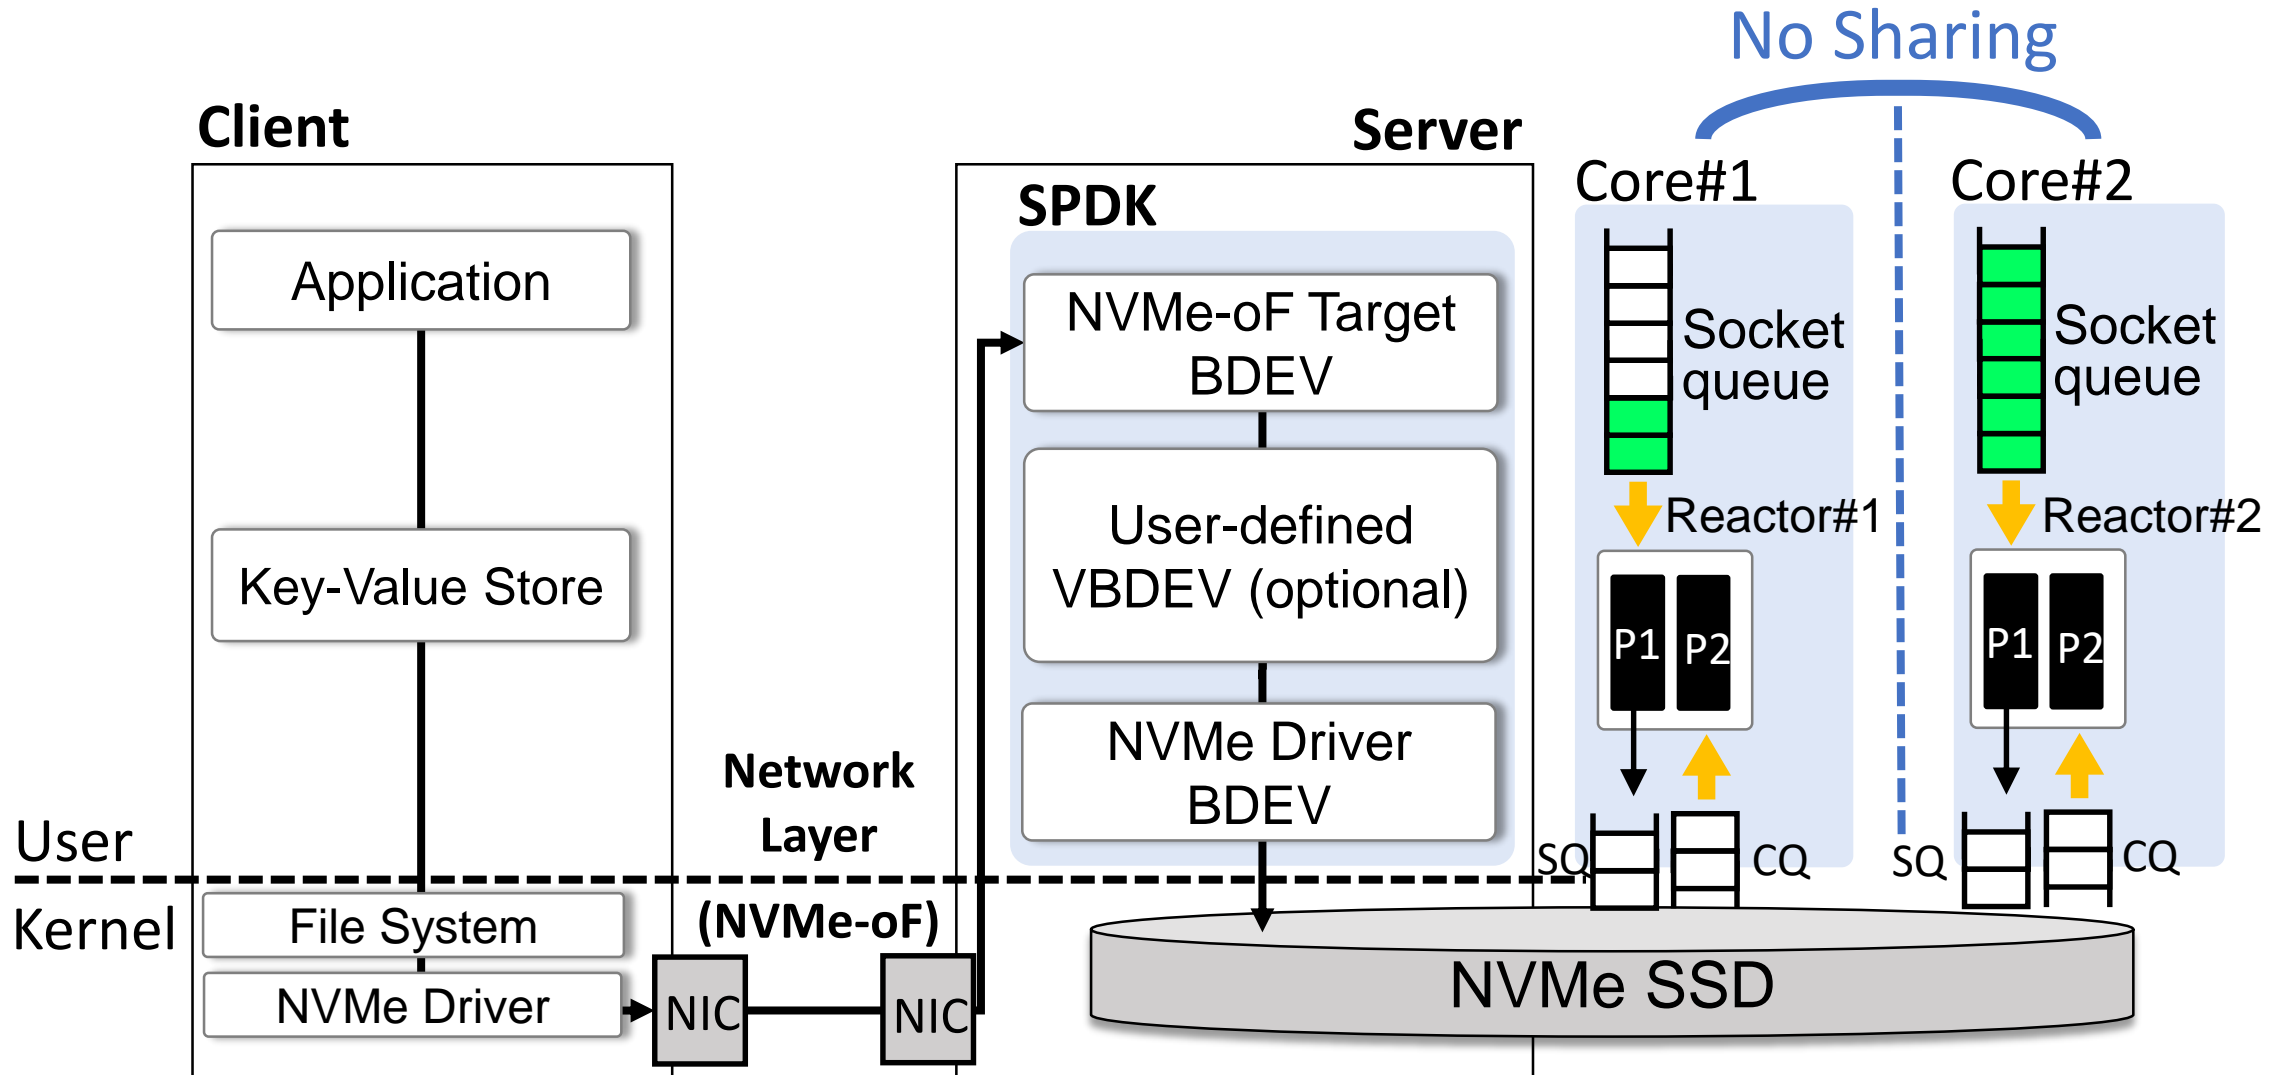 No Sharing
Client
Server
SPDK
Core#1
Core#2
Application
Key-Value Store
User
Kernel
File System
NVMe Driver
NIC
Network
Layer
(NVMe-oF)
NIC
NVMe-oF Target
BDEV
User-defined
VBDEV (optional)
NVMe Driver
BDEV
Socket
queue
Reactor#1
P1
P2
SQ
CQ
Socket
queue
Reactor#2
P1
P2
SQ
CQ
NVMe SSD